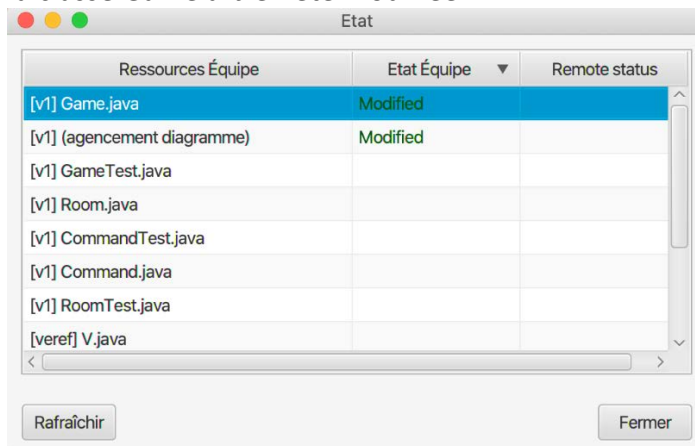 Etat
Ressources Équipe Etat Équipe Remote status
[v1] Game.java Modified
[v1] (agencement diagramme) Modified
[v1] GameTest.java
[v1] Room.java
[v1] CommandTest.java
[v1] Command.java
[v1] RoomTest.java
[veref] V.java
Rafraîchir Fermer